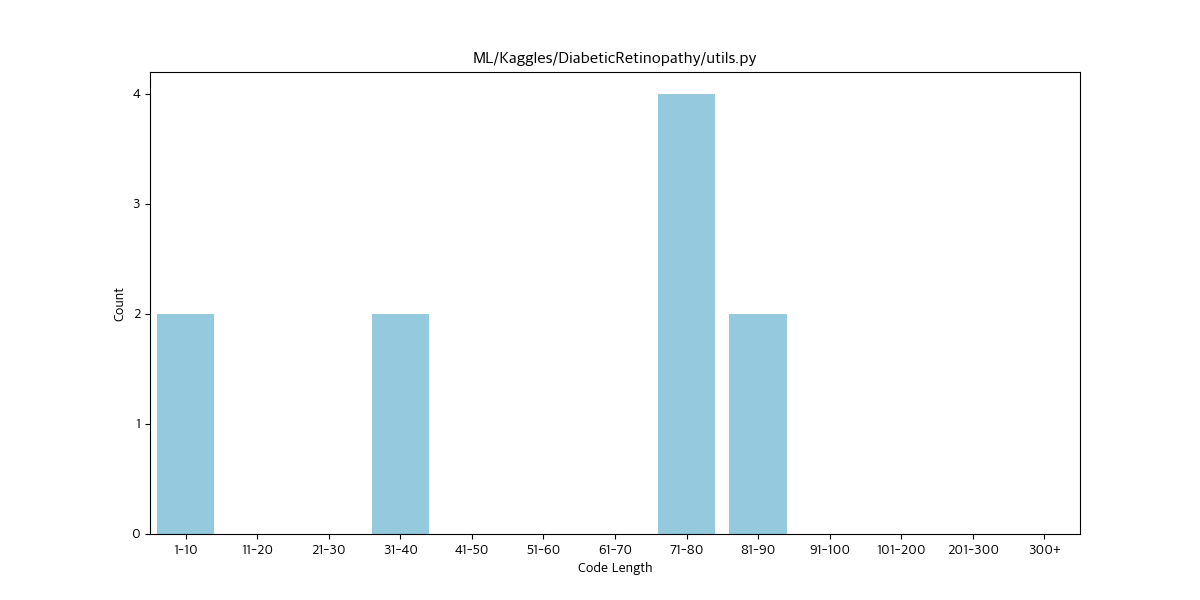 ML/Kaggles/DiabeticRetinopathy/utils.py
4
3
2
1
0
Count
1-10 11-20 21-30 31-40 41-50 51-60 61-70 71-80 81-90 91-100 101-200 201-300 300+
Code Length